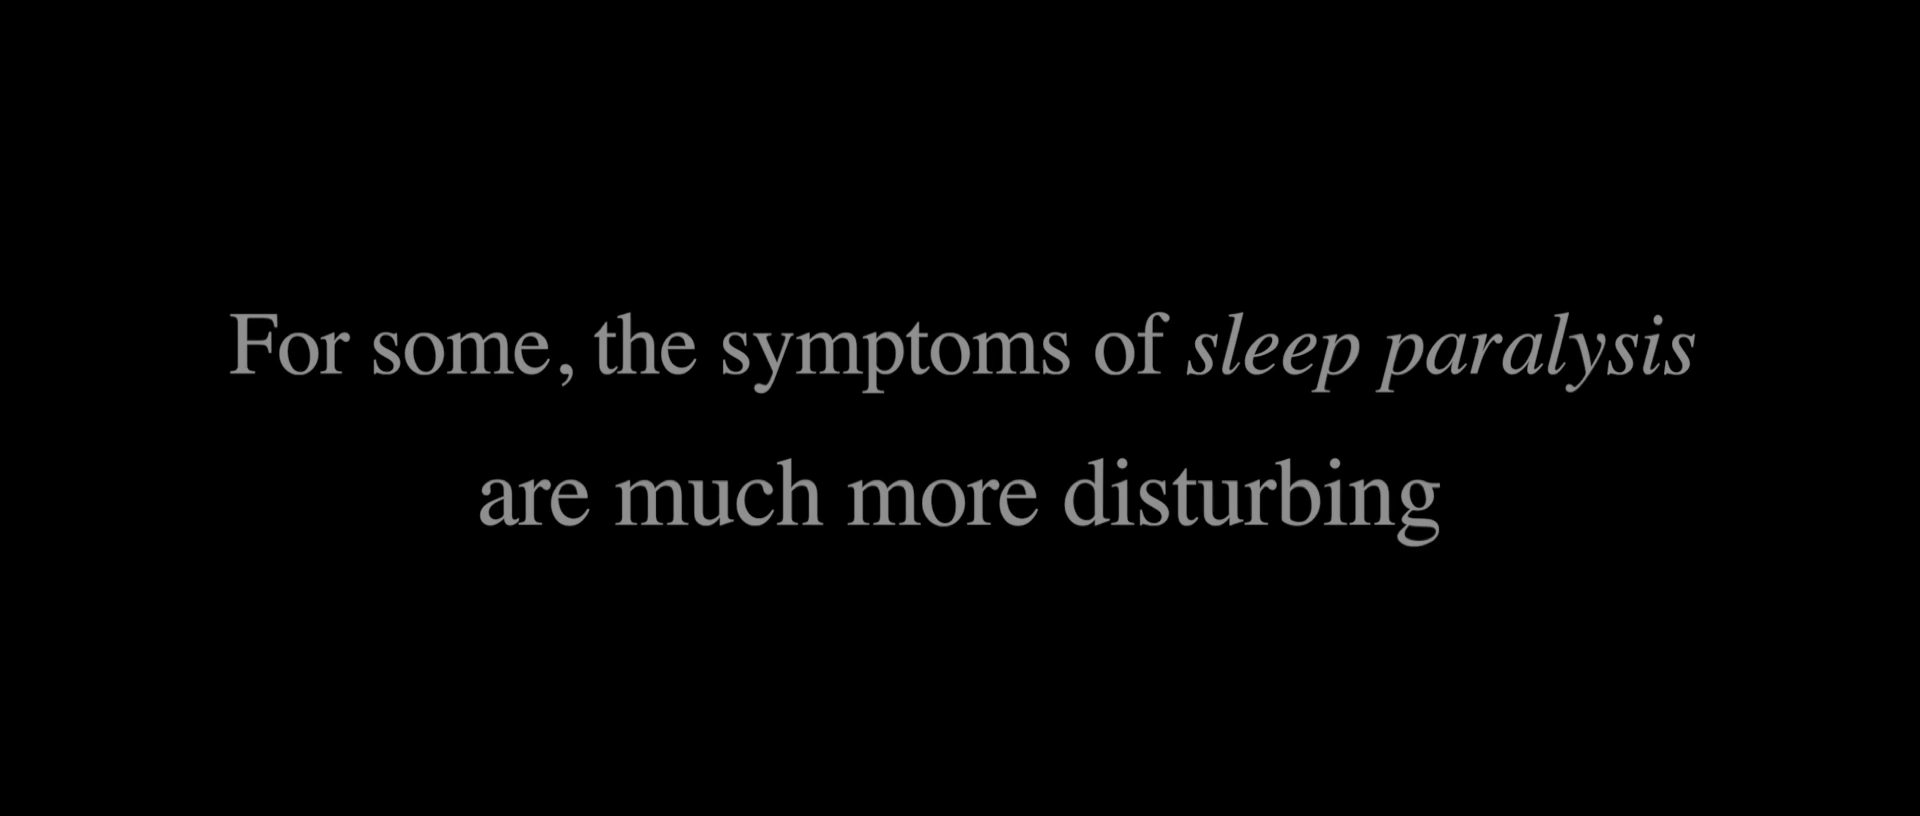 For some, the symptoms of sleep paralysis
are much more disturbing